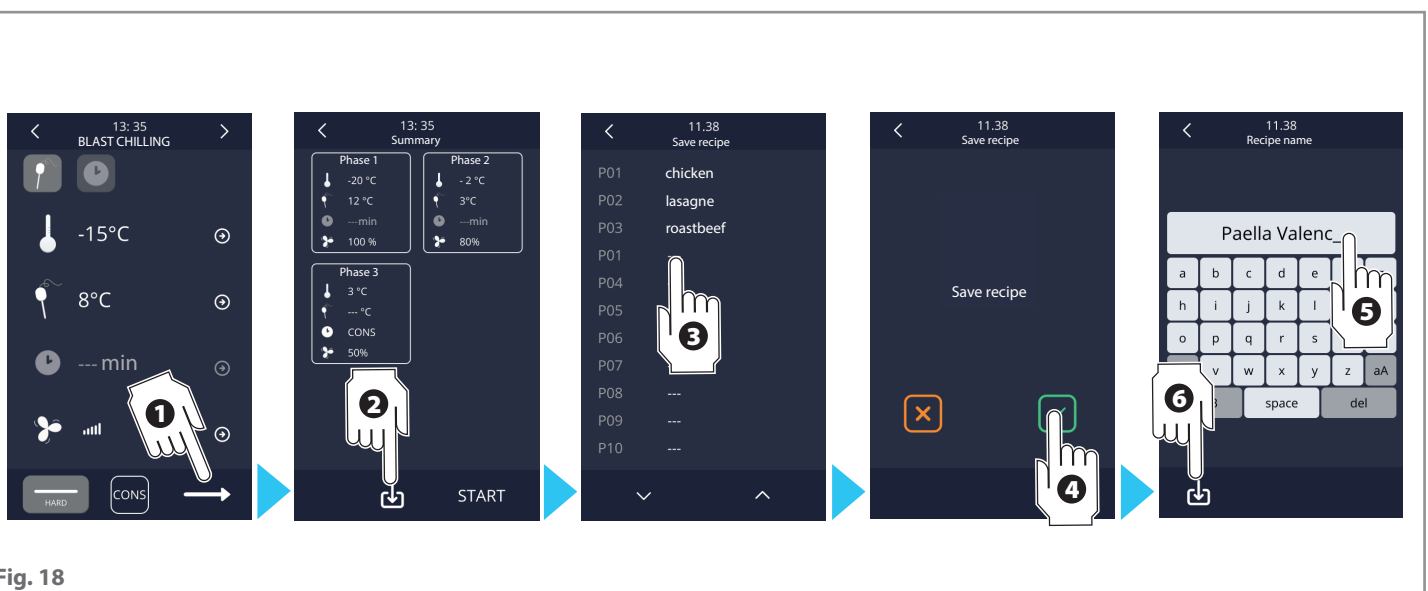 13: 35
BLAST CHILLING
-15°C
8°C
--- min
HARD
CONS
1
13: 35
Summary
Phase 1
-20 °C
12 °C
---min
100 %
Phase 2
- 2 °C
3°C
---min
80%
Phase 3
3 °C
--- °C
CONS
50%
2
START
11.38
Save recipe
P01 chicken
P02 lasagne
P03 roastbeef
P01
P04
P05
P06
P07
P08 ---
P09 ---
P10 ---
3
11.38
Save recipe
Save recipe
4
11.38
Recipe name
Paella Valenc_
a b c d e
h i j k l
o p q r s
v w x y z aA
space del
5
6
Fig. 18